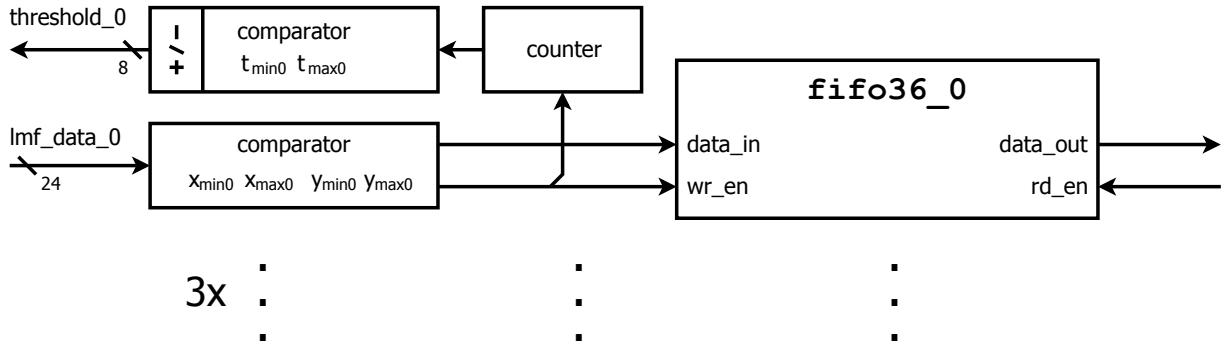 threshold_0
8
- / +
comparator
tmin0 tmax0
counter
fifo36_0
lmf_data_0
24
comparator
xmin0 xmax0 ymin0 ymax0
data_in
data_out
wr_en
rd_en
3x